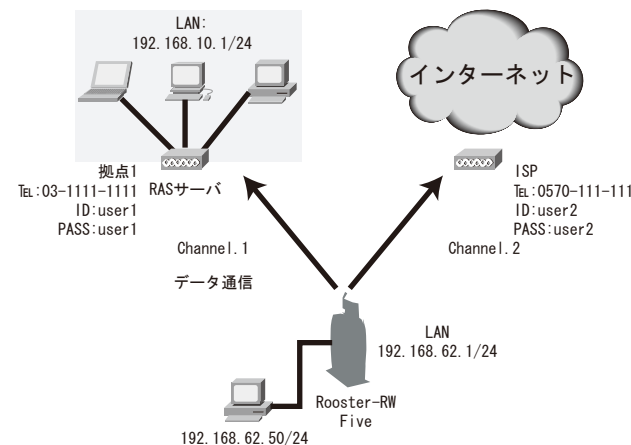 LAN:
192.168.10.1/24
インターネット
拠点1
TEL:03-1111-1111
ID:user1
PASS:user1
RASサーバ
ISP
TEL:0570-111-111
ID:user2
PASS:user2
Channel.1
Channel.2
データ通信
LAN
192.168.62.1/24
Rooster-RW
Five
192.168.62.50/24